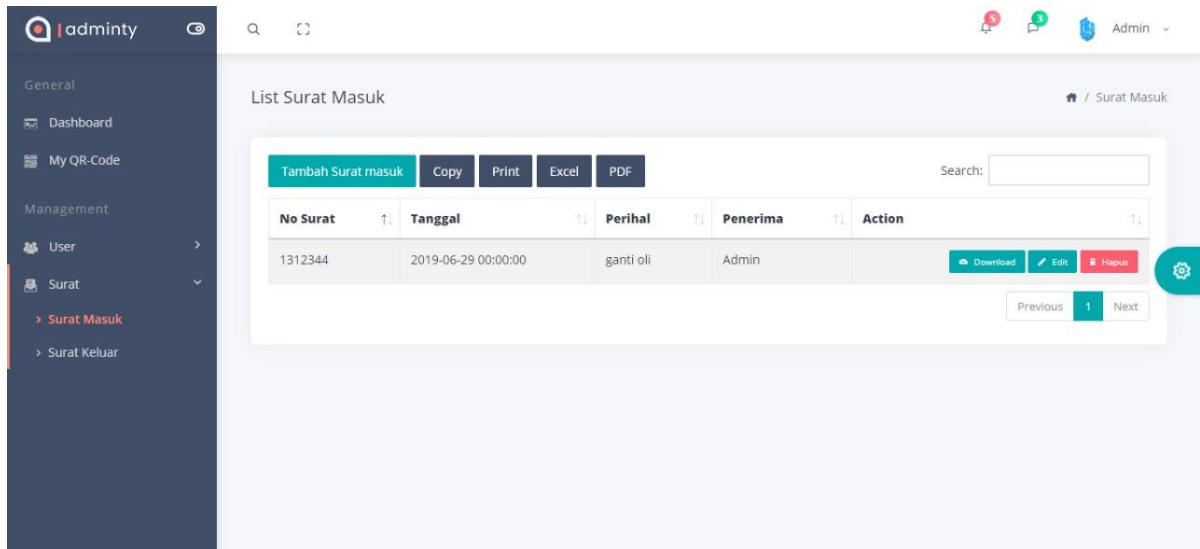 adminty
5
3
Admin
General
Dashboard
My QR-Code
Management
User
Surat
Surat Masuk
Surat Keluar
List Surat Masuk
/ Surat Masuk
Tambah Surat masuk Copy Print Excel PDF
Search:
No Surat Tanggal Perihal Penerima Action
1312344 2019-06-29 00:00:00 ganti oli Admin Download Edit Hapus
Previous 1 Next